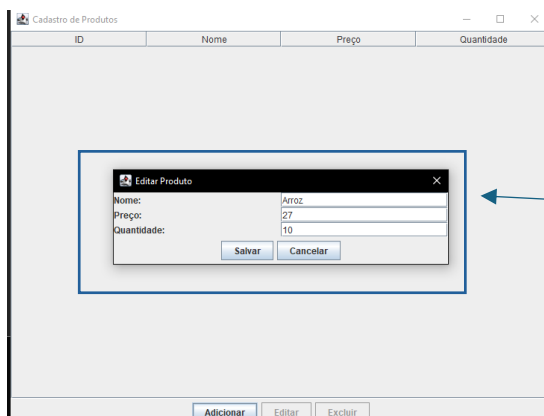 Cadastro de Produtos
ID Nome Preço Quantidade
Editar Produto
Nome: Arroz
Preço: 27
Quantidade: 10
Salvar Cancelar
Adicionar Editar Excluir